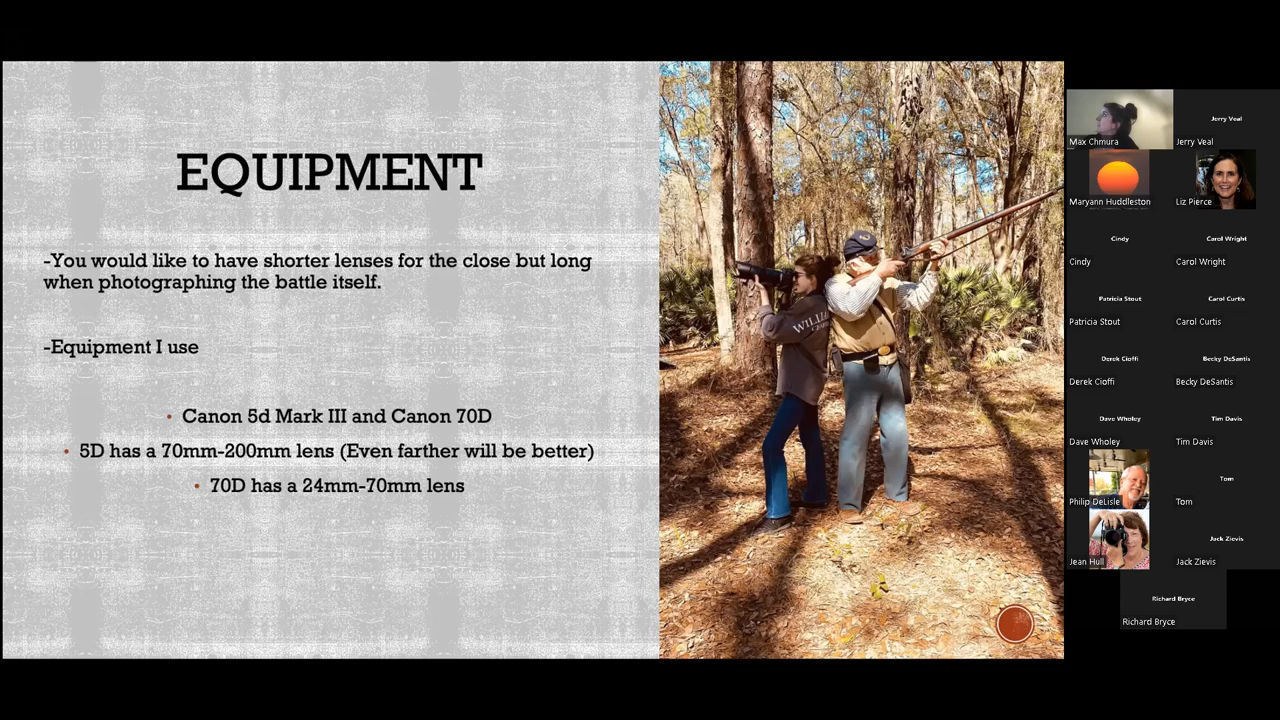 EQUIPMENT
-You would like to have shorter lenses for the close but long
when photographing the battle itself.
-Equipment I use
• Canon 5d Mark III and Canon 70D
• 5D has a 70mm-200mm lens (Even farther will be better)
• 70D has a 24mm-70mm lens
WILLI
Max Chmura
Jerry Veal
Jerry Veal
Maryann Huddleston
Liz Pierce
Cindy
Cindy
Carol Wright
Carol Wright
Patricia Stout
Patricia Stout
Carol Curtis
Carol Curtis
Derek Cioffi
Derek Cioffi
Becky DeSantis
Becky DeSantis
Dave Wholey
Dave Wholey
Tim Davis
Tim Davis
Philip DeLisle
Tom
Tom
Jean Hull
Jack Zievis
Jack Zievis
Richard Bryce
Richard Bryce